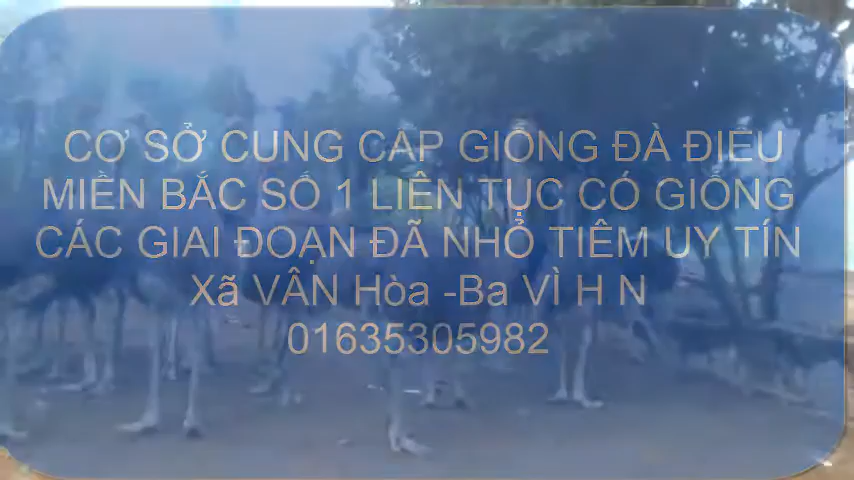 CƠ SỞ CUNG CẤP GIỐNG ĐÀ ĐIỂU
MIỀN BẮC SỐ 1 LIÊN TỤC CÓ GIỐNG
CÁC GIAI ĐOẠN ĐÃ NHỎ TIÊM UY TÍN
Xã VÂN Hòa -Ba VÌ H N
01635305982